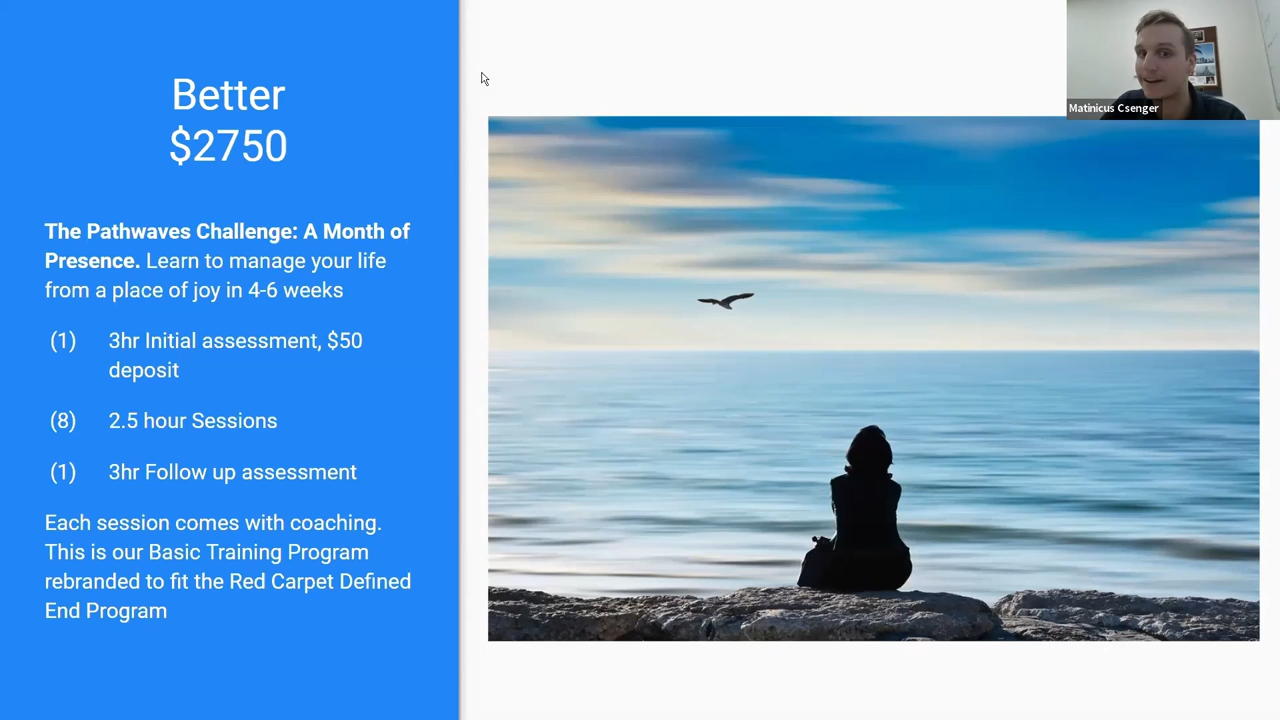 Better
$2750
The Pathwaves Challenge: A Month of
Presence. Learn to manage your life
from a place of joy in 4-6 weeks
(1) 3hr Initial assessment, $50
deposit
(8) 2.5 hour Sessions
(1) 3hr Follow up assessment
Each session comes with coaching.
This is our Basic Training Program
rebranded to fit the Red Carpet Defined
End Program
Matinicus Csenger